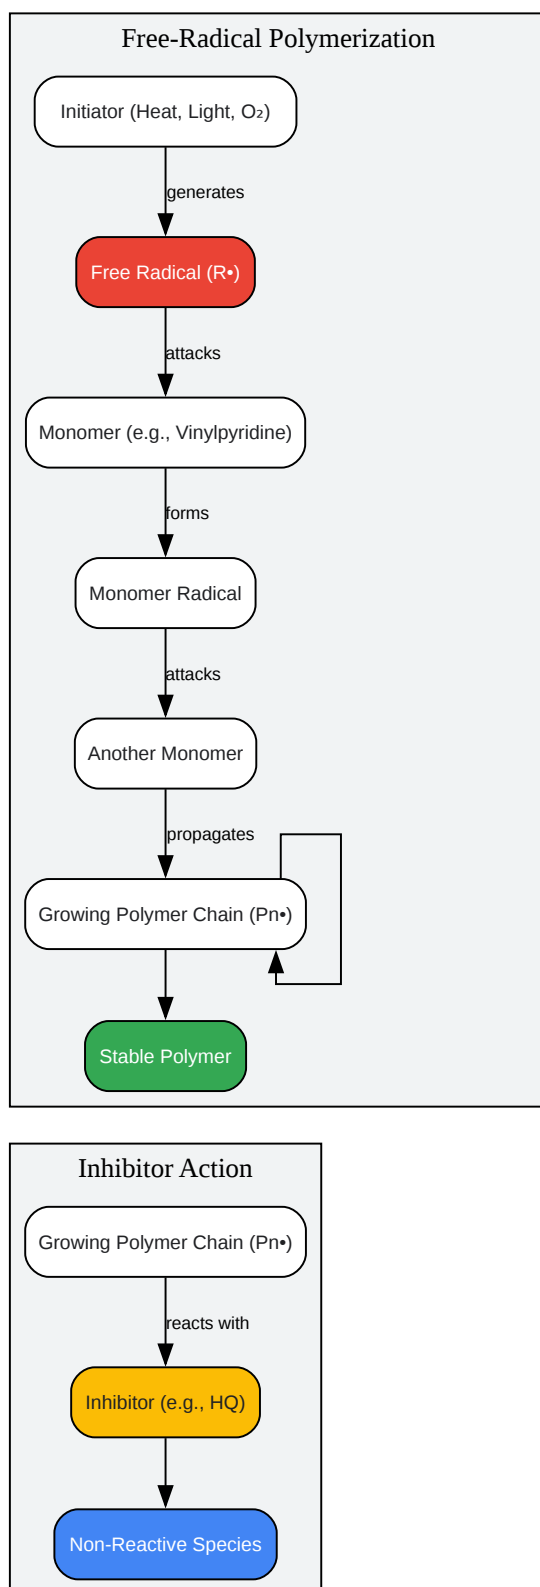 Free-Radical Polymerization
Initiator (Heat, Light, O₂)
generates
Free Radical (R•)
attacks
Monomer (e.g., Vinylpyridine)
forms
Monomer Radical
attacks
Another Monomer
propagates
Growing Polymer Chain (Pn•)
Stable Polymer
Inhibitor Action
Growing Polymer Chain (Pn•)
reacts with
Inhibitor (e.g., HQ)
Non-Reactive Species